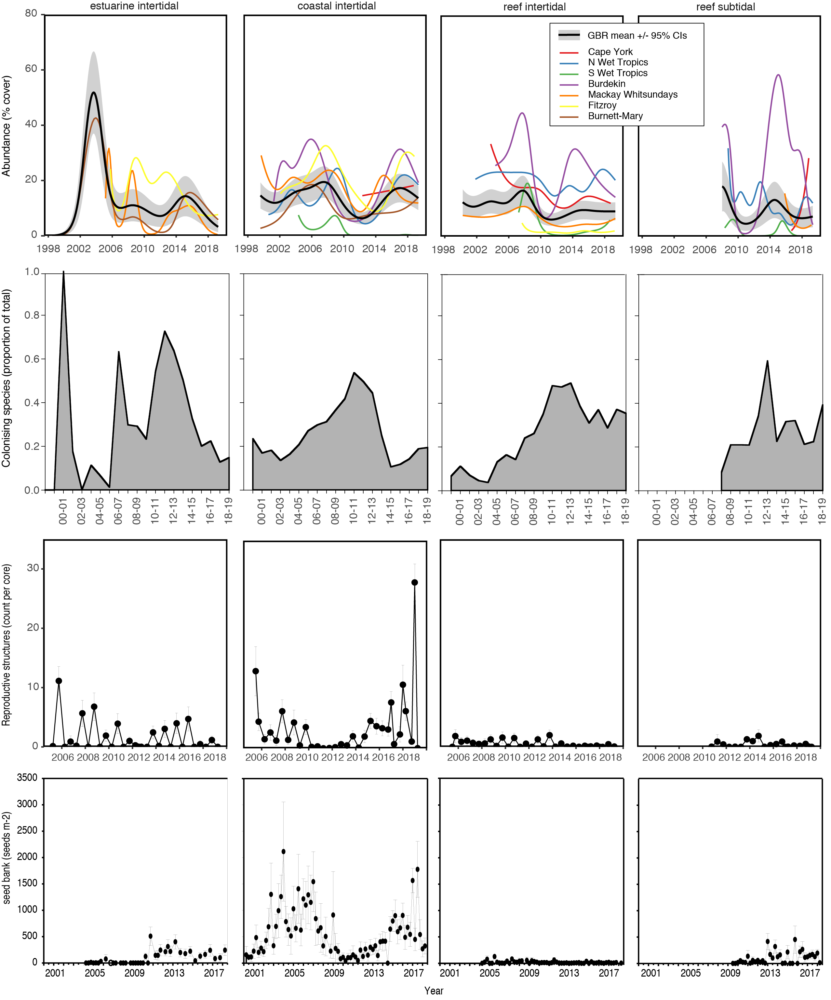 estuarine intertidal
coastal intertidal
reef intertidal
reef subtidal
Abundance (% cover)
80
60
40
20
0
GBR mean +/- 95% CIs
Cape York
N Wet Tropics
S Wet Tropics
Burdekin
Mackay Whitsundays
Fitzroy
Burnett-Mary
1998 2002 2006 2010 2014 2018
1998 2002 2006 2010 2014 2018
1998 2002 2006 2010 2014 2018
1998 2002 2006 2010 2014 2018
Colonising species (proportion of total)
1.0
0.8
0.6
0.4
0.2
0.0
00-01 02-03 04-05 06-07 08-09 10-11 12-13 14-15 16-17 18-19
00-01 02-03 04-05 06-07 08-09 10-11 12-13 14-15 16-17 18-19
00-01 02-03 04-05 06-07 08-09 10-11 12-13 14-15 16-17 18-19
00-01 02-03 04-05 06-07 08-09 10-11 12-13 14-15 16-17 18-19
Reproductive structures (count per core)
30
20
10
0
2006 2008 2010 2012 2014 2016 2018
2006 2008 2010 2012 2014 2016 2018
2006 2008 2010 2012 2014 2016 2018
2006 2008 2010 2012 2014 2016 2018
seed bank (seeds m-2)
3500
3000
2500
2000
1500
1000
500
0
2001 2005 2009 2013 2017
2001 2005 2009 2013 2017
2001 2005 2009 2013 2017
2001 2005 2009 2013 2017
Year